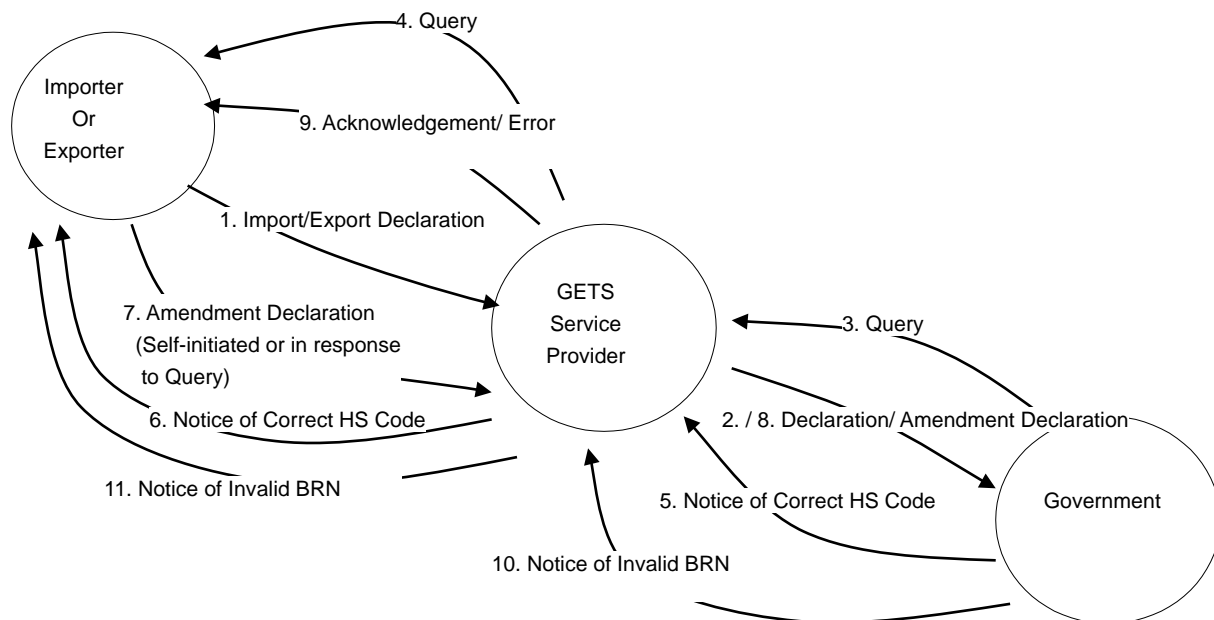 4. Query
Importer
Or
Exporter
9. Acknowledgement/ Error
1. Import/Export Declaration
GETS
Service
Provider
7. Amendment Declaration
(Self-initiated or in response
to Query)
3. Query
6. Notice of Correct HS Code
2. / 8. Declaration/ Amendment Declaration
11. Notice of Invalid BRN
5. Notice of Correct HS Code
Government
10. Notice of Invalid BRN